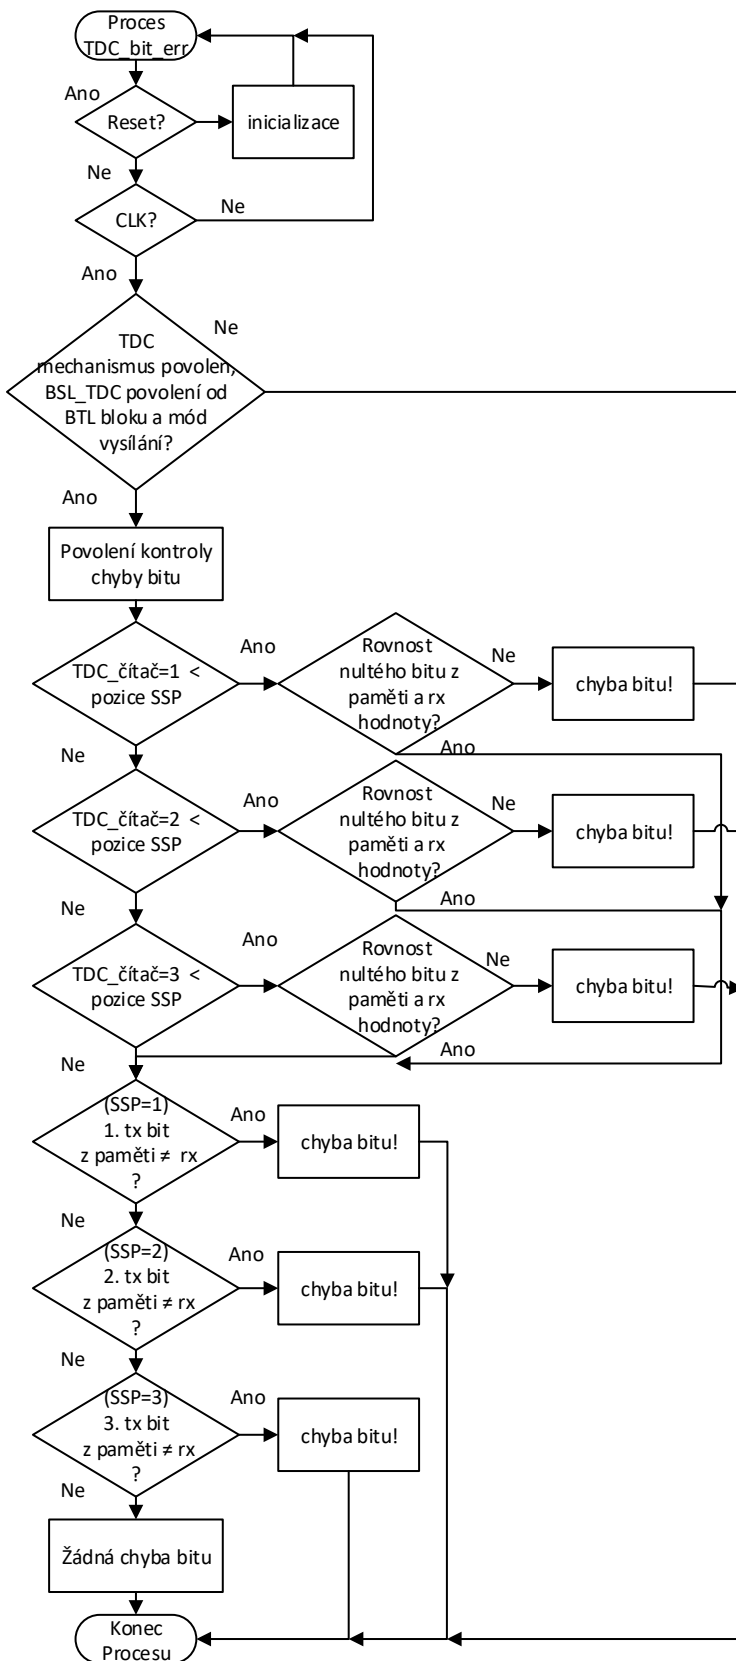 Proces
TDC_bit_err
Ano
Reset?
inicializace
Ne
CLK?
Ne
Ano
Ne
TDC
mechanismus povolen,
BSL_TDC povolení od
BTL bloku a mód
vysílání?
Ano
Povolení kontroly
chyby bitu
TDC_čítač=1 <
pozice SSP
Ano
Rovnost
nultého bitu z
paměti a rx
hodnoty?
Ne
chyba bitu!
Ano
Ne
TDC_čítač=2 <
pozice SSP
Ano
Rovnost
nultého bitu z
paměti a rx
hodnoty?
Ne
chyba bitu!
Ano
Ne
TDC_čítač=3 <
pozice SSP
Ano
Rovnost
nultého bitu z
paměti a rx
hodnoty?
Ne
chyba bitu!
Ano
Ne
(SSP=1)
1. tx bit
z paměti ≠ rx
?
Ano
chyba bitu!
Ne
(SSP=2)
2. tx bit
z paměti ≠ rx
?
Ano
chyba bitu!
Ne
(SSP=3)
3. tx bit
z paměti ≠ rx
?
Ano
chyba bitu!
Ne
Žádná chyba bitu
Konec
Procesu